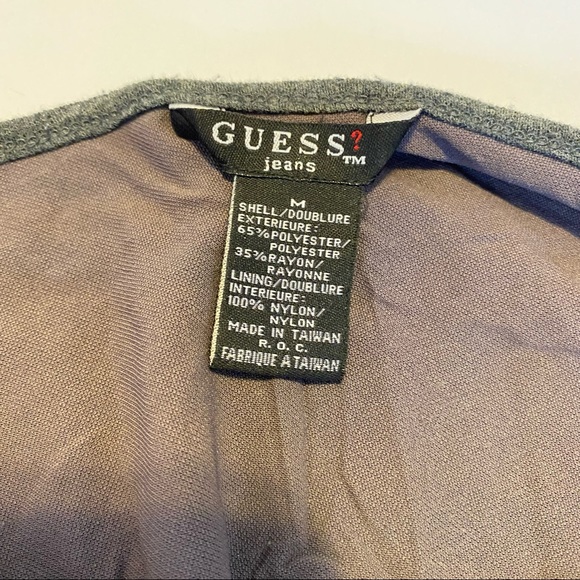 GUESS?
jeans TM
M
SHELL/DOUBLURE
EXTERIEURE:
65%POLYESTER/
POLYESTER
35%RAYON/
RAYONNE
LINING/DOUBLURE
INTERIEURE:
100% NYLON/
NYLON
MADE IN TAIWAN
R.O.C.
FABRIQUE A TAIWAN